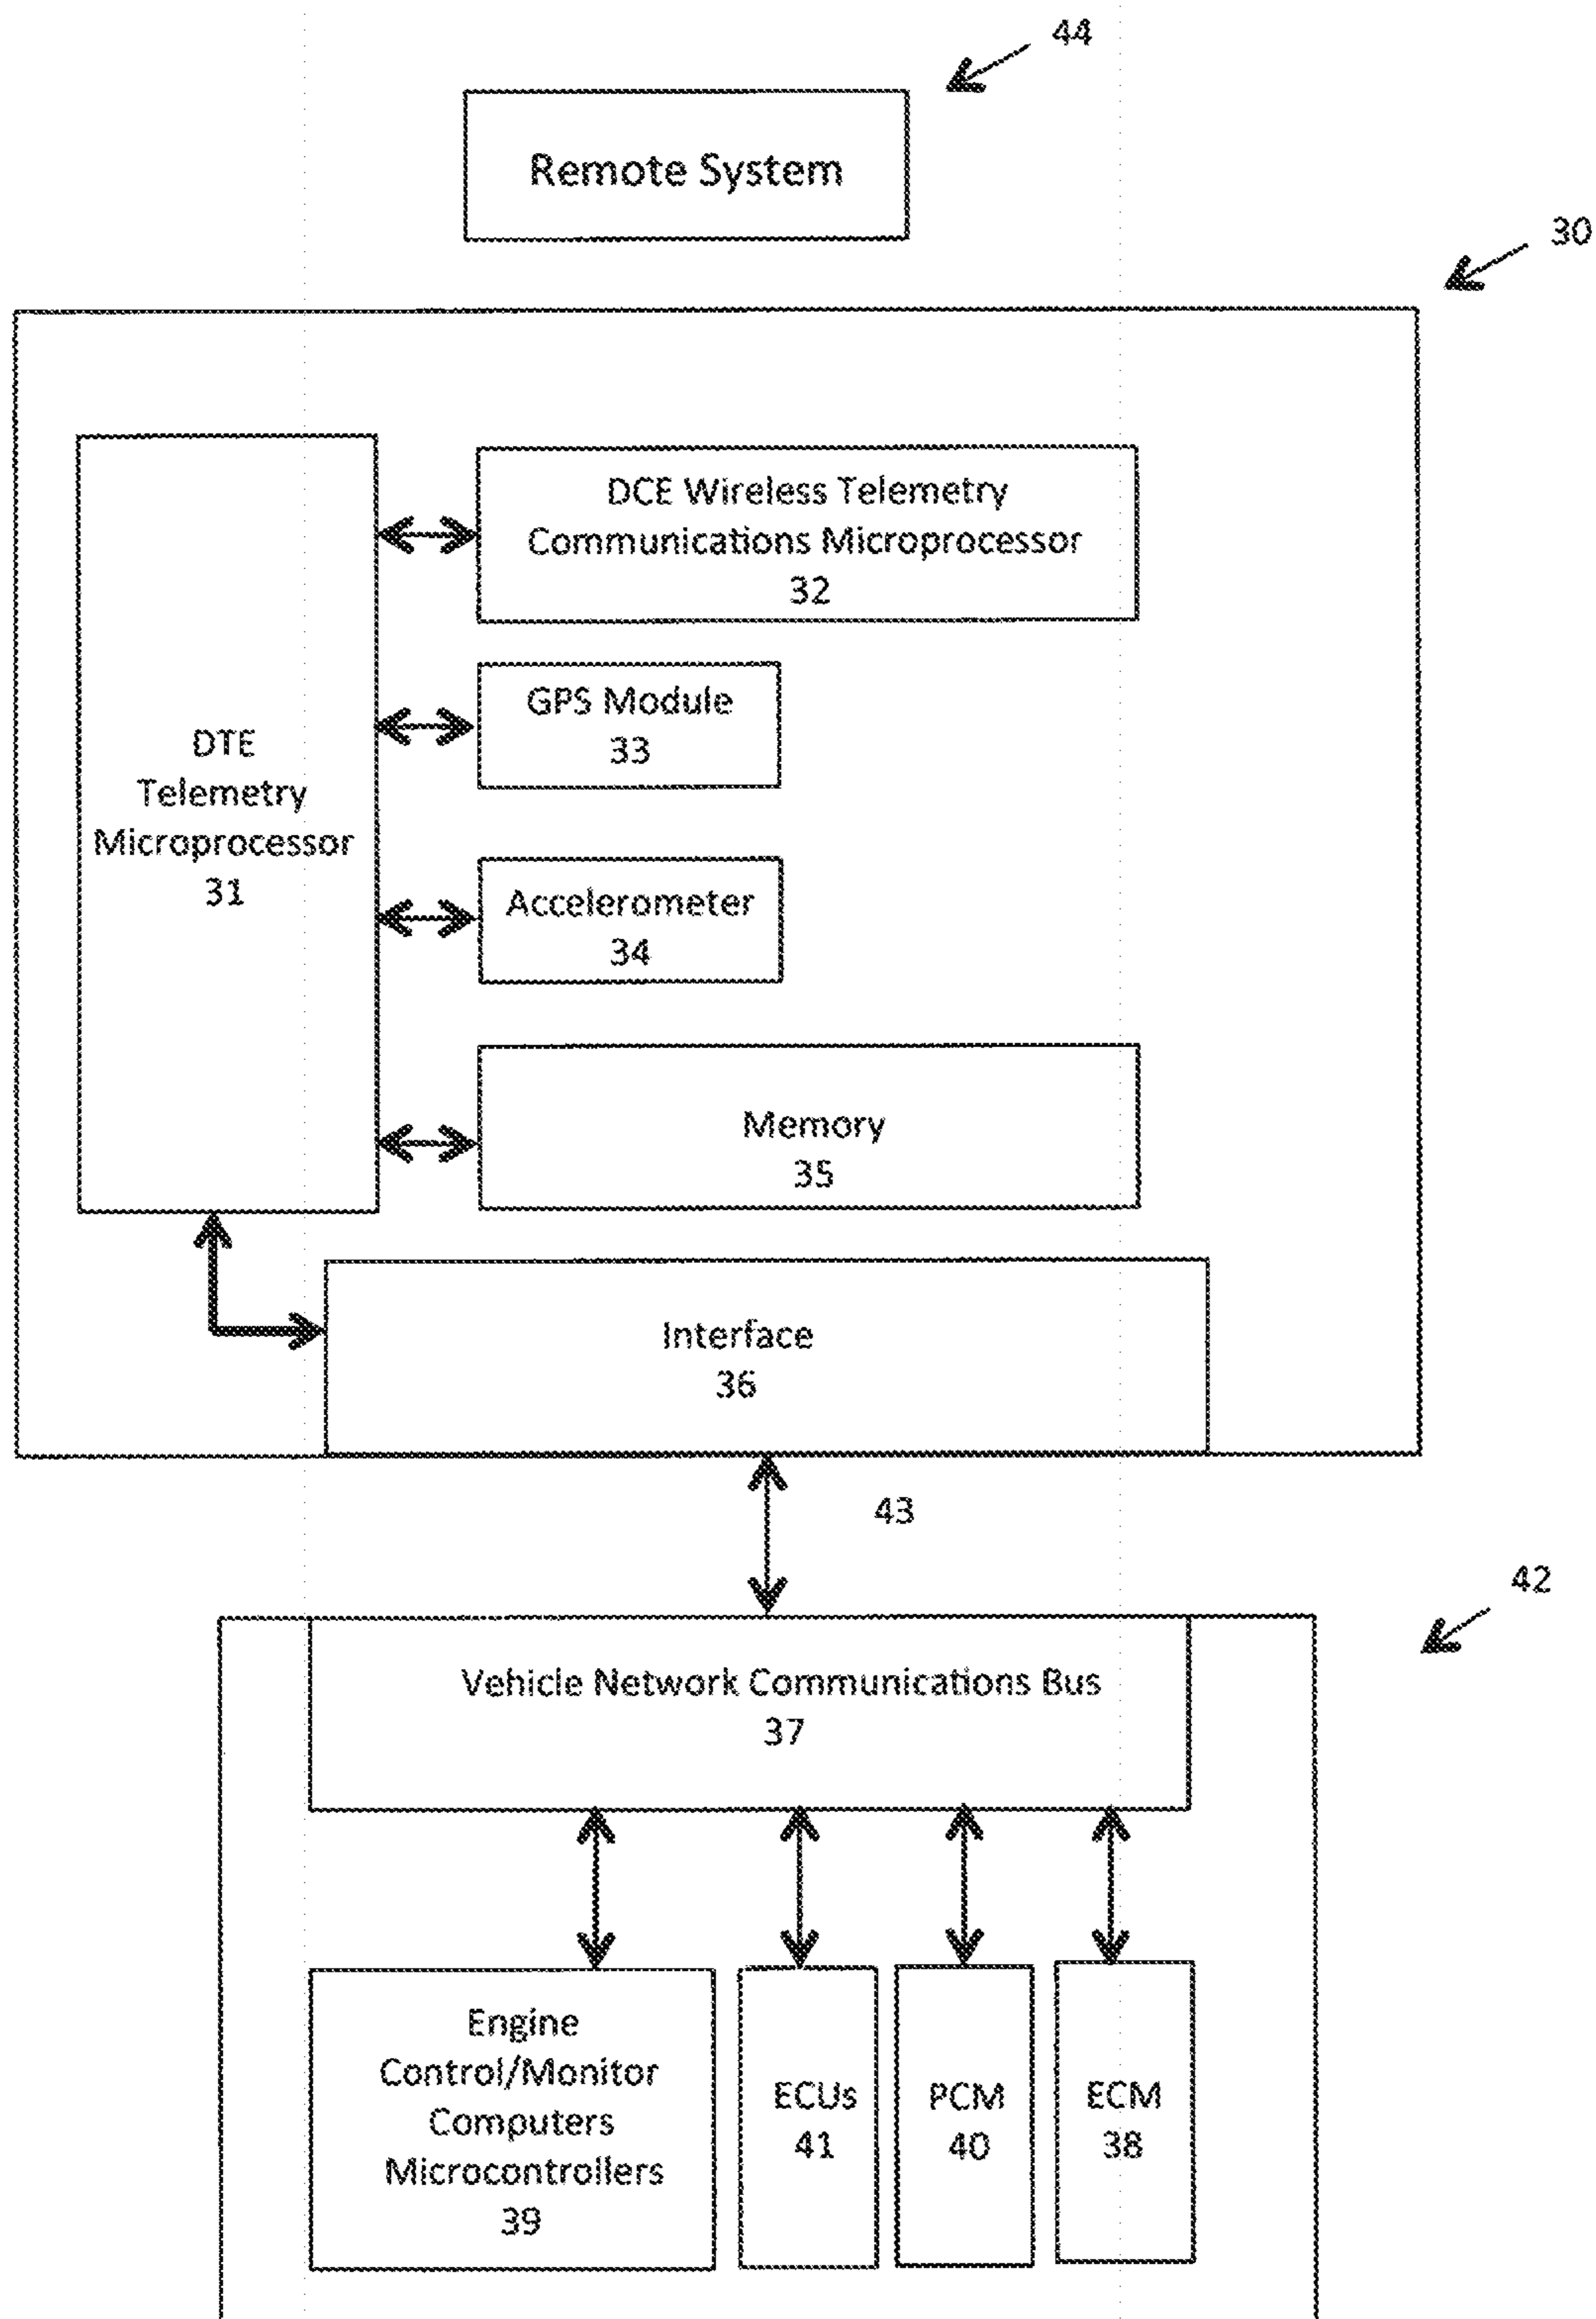 44
Remote System
30
DCE Wireless Telemetry
Communications Microprocessor
32
GPS Module
33
DTE
Telemetry
Microprocessor
31
Accelerometer
34
Memory
35
Interface
36
43
42
Vehicle Network Communications Bus
37
Engine
Control/Monitor
Computers
Microcontrollers
39
ECUs
41
PCM
40
ECM
38